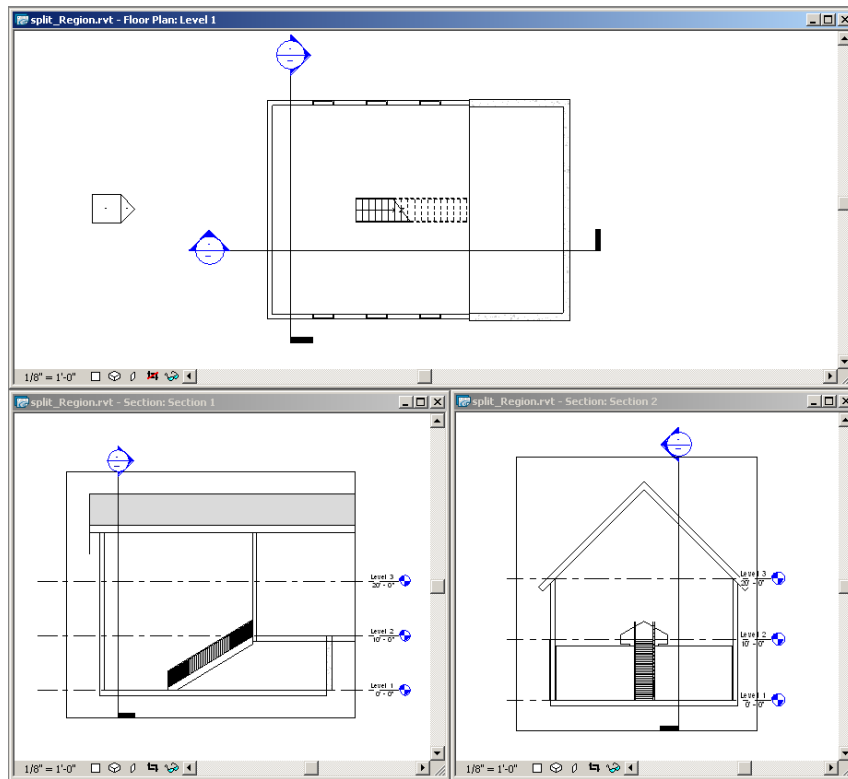 split_Region.rvt - Floor Plan: Level 1
1/8" = 1'-0"
split_Region.rvt - Section: Section 1
Level 3
20' - 0"
Level 2
10' - 0"
Level 1
0' - 0"
1/8" = 1'-0"
split_Region.rvt - Section: Section 2
Level 3
20' - 0"
Level 2
10' - 0"
Level 1
0' - 0"
1/8" = 1'-0"